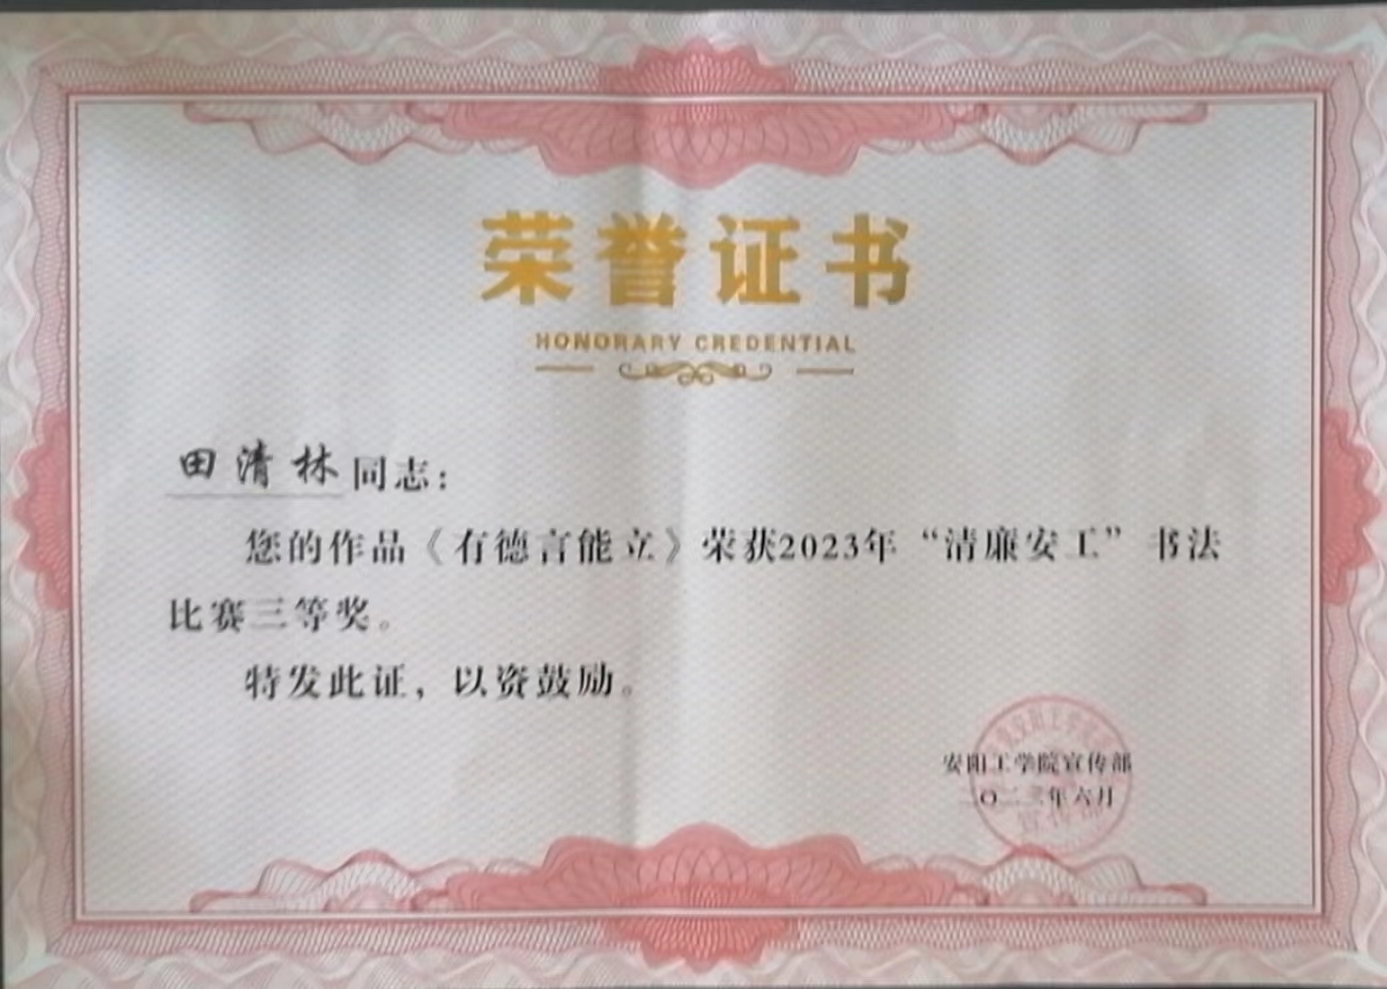 荣誉证书
HONORARY CREDENTIAL
田清林同志：
您的作品《有德言能立》荣获2023年“清廉安工”书法
比赛三等奖。
特发此证，以资鼓励。
安阳工学院宣传部
二〇二三年六月
宣传部